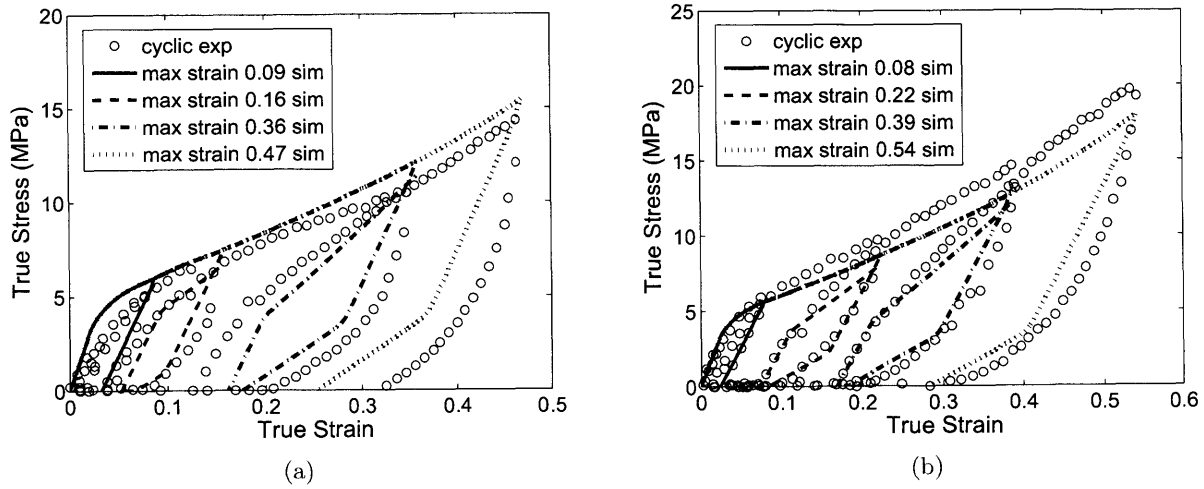 20
15
10
5
0
0
0.1
0.2
0.3
0.4
0.5
True Stress (MPa)
True Strain
cyclic exp
max strain 0.09 sim
max strain 0.16 sim
max strain 0.36 sim
max strain 0.47 sim
(a)
25
20
15
10
5
0
0
0.1
0.2
0.3
0.4
0.5
0.6
True Stress (MPa)
True Strain
cyclic exp
max strain 0.08 sim
max strain 0.22 sim
max strain 0.39 sim
max strain 0.54 sim
(b)